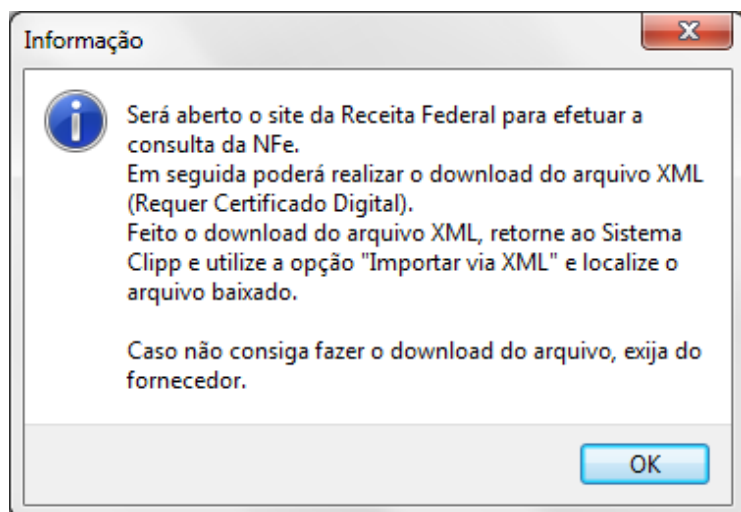 Informação
Será aberto o site da Receita Federal para efetuar a
consulta da NFe.
Em seguida poderá realizar o download do arquivo XML
(Requer Certificado Digital).
Feito o download do arquivo XML, retorne ao Sistema
Clipp e utilize a opção "Importar via XML" e localize o
arquivo baixado.
Caso não consiga fazer o download do arquivo, exija do
fornecedor.
OK